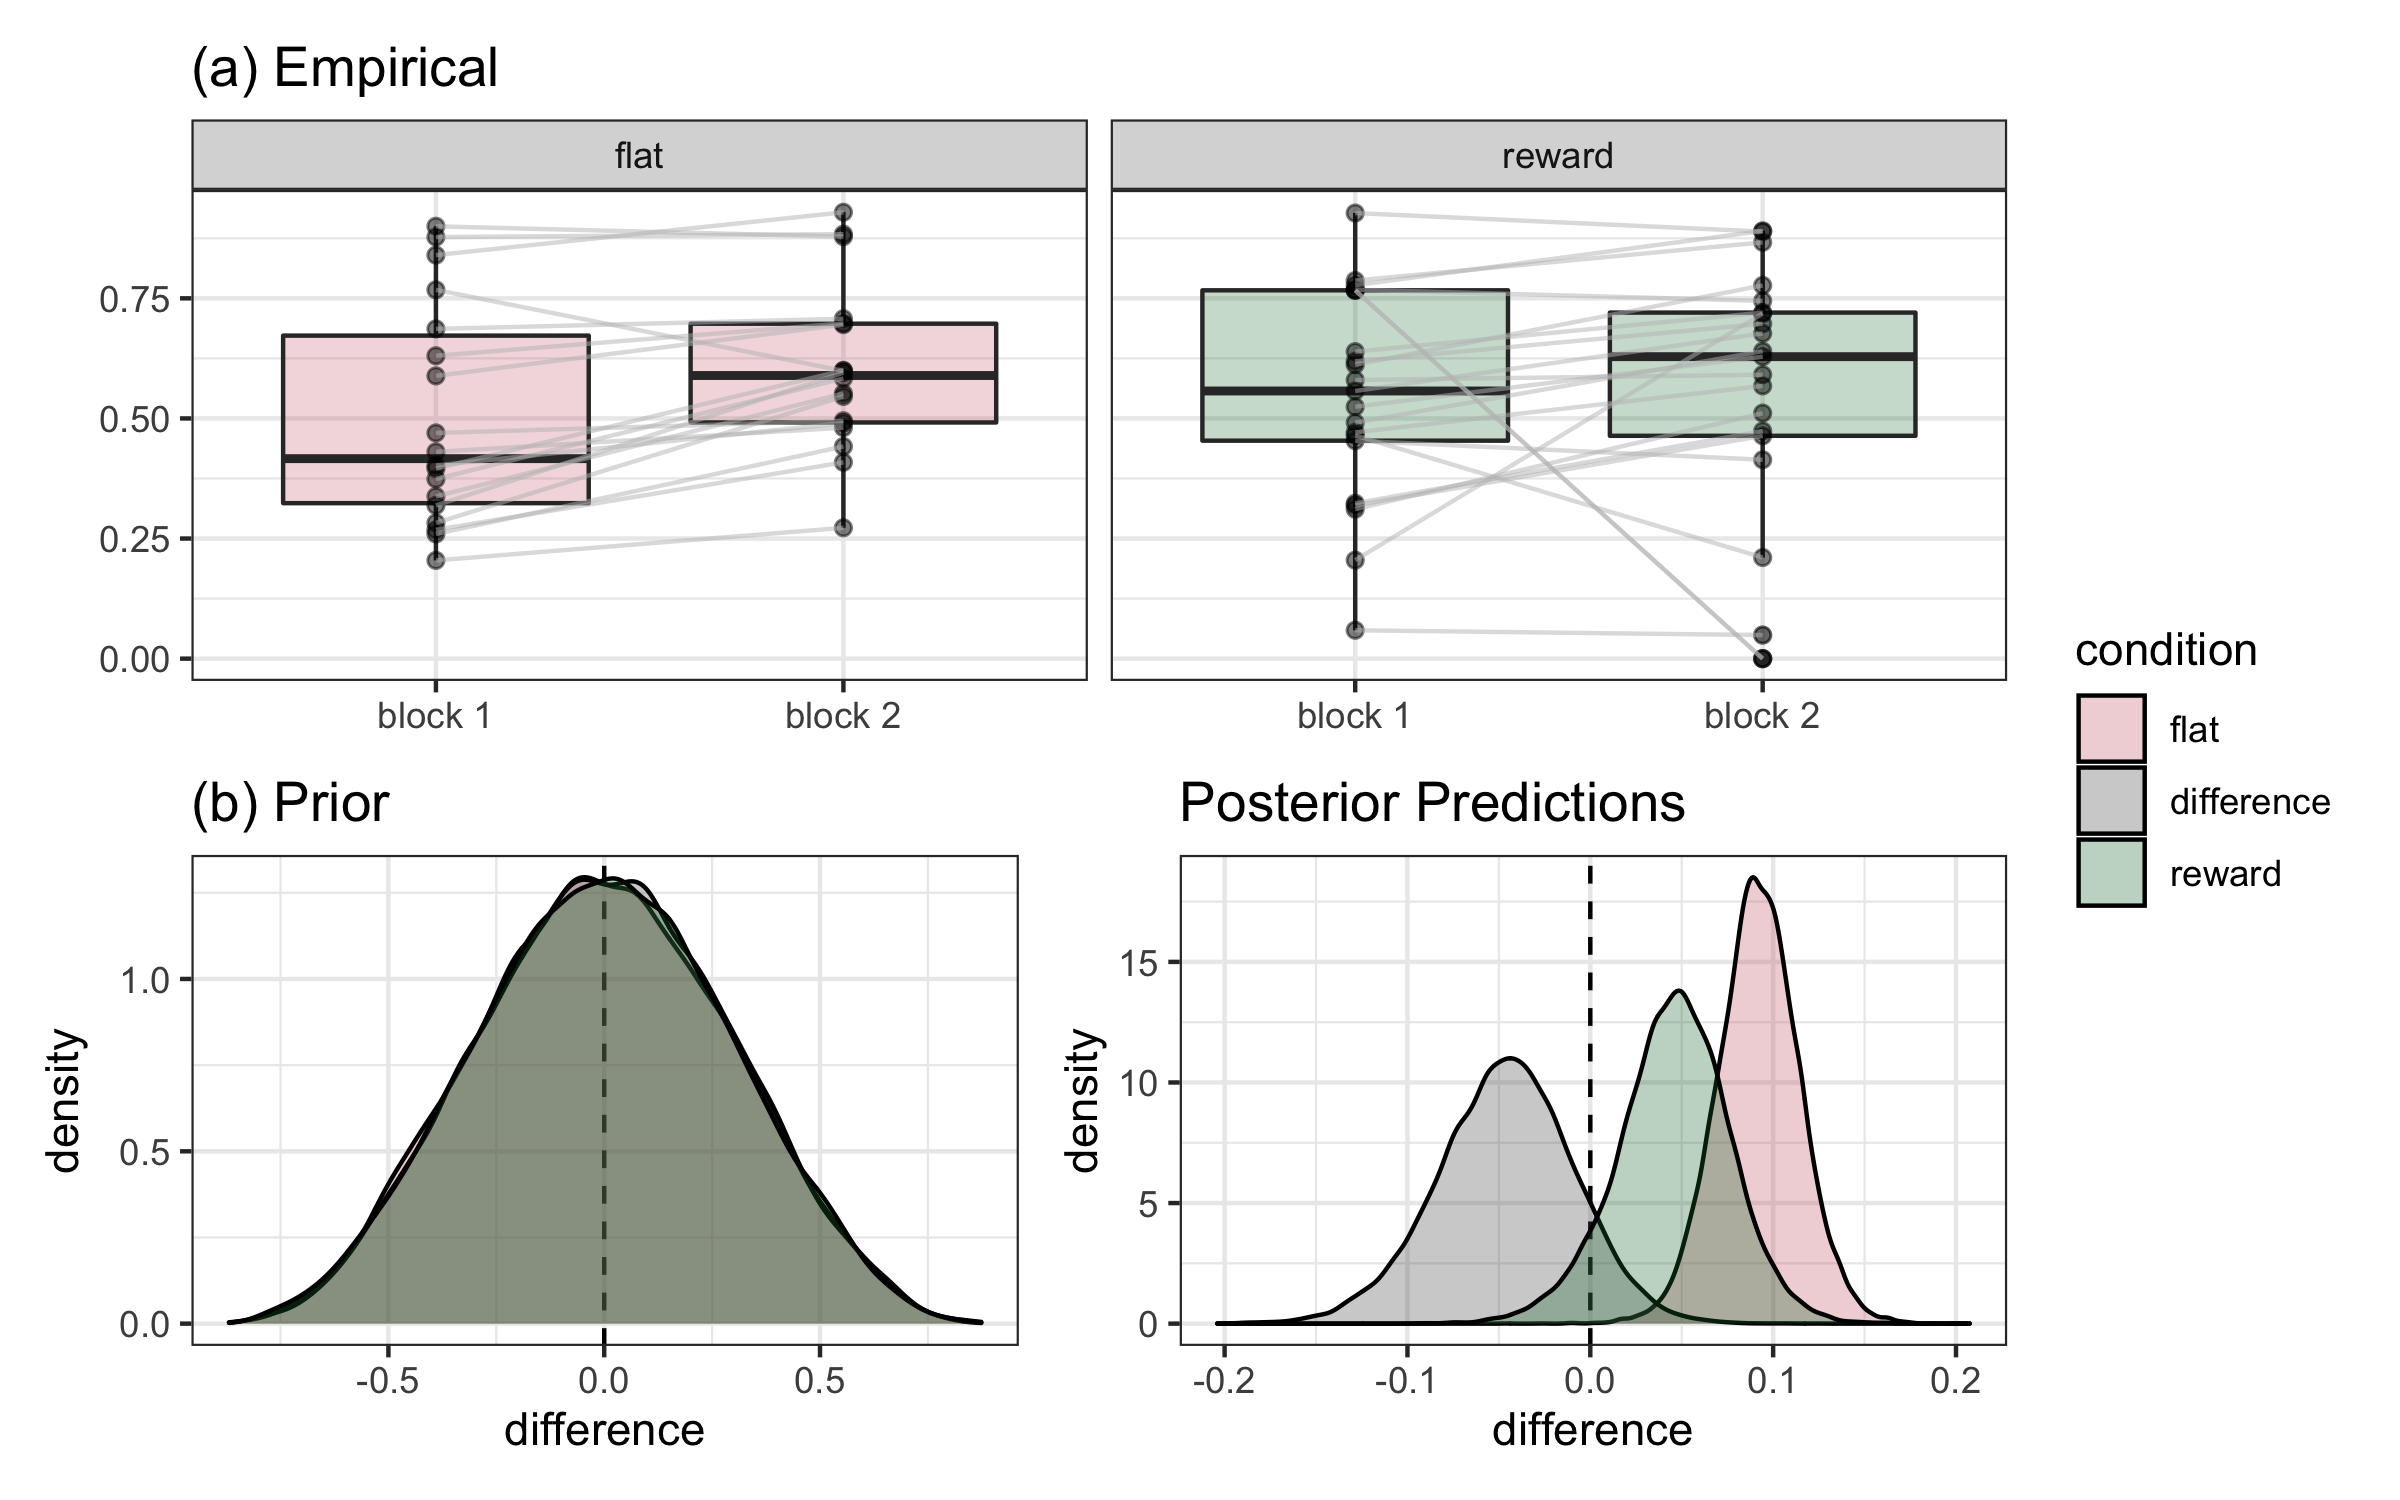 (a) Empirical
flat
reward
0.75
0.50
0.25
0.00
block 1
block 2
block 1
block 2
condition
flat
difference
reward
(b) Prior
density
1.0
0.5
0.0
-0.5
0.0
0.5
difference
Posterior Predictions
density
15
10
5
0
-0.2
-0.1
0.0
0.1
0.2
difference